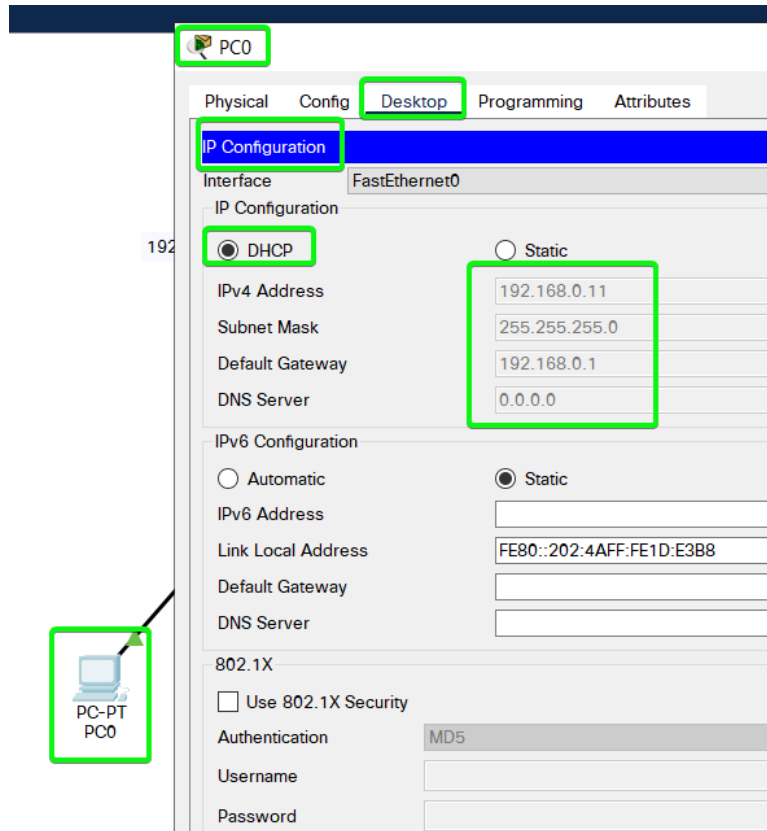 PC0
Physical Config Desktop Programming Attributes
IP Configuration
Interface FastEthernet0
IP Configuration
192
DHCP Static
IPv4 Address 192.168.0.11
Subnet Mask 255.255.255.0
Default Gateway 192.168.0.1
DNS Server 0.0.0.0
IPv6 Configuration
Automatic Static
IPv6 Address
Link Local Address FE80::202:4AFF:FE1D:E3B8
Default Gateway
DNS Server
802.1X
Use 802.1X Security
Authentication MD5
Username
Password
PC-PT
PC0